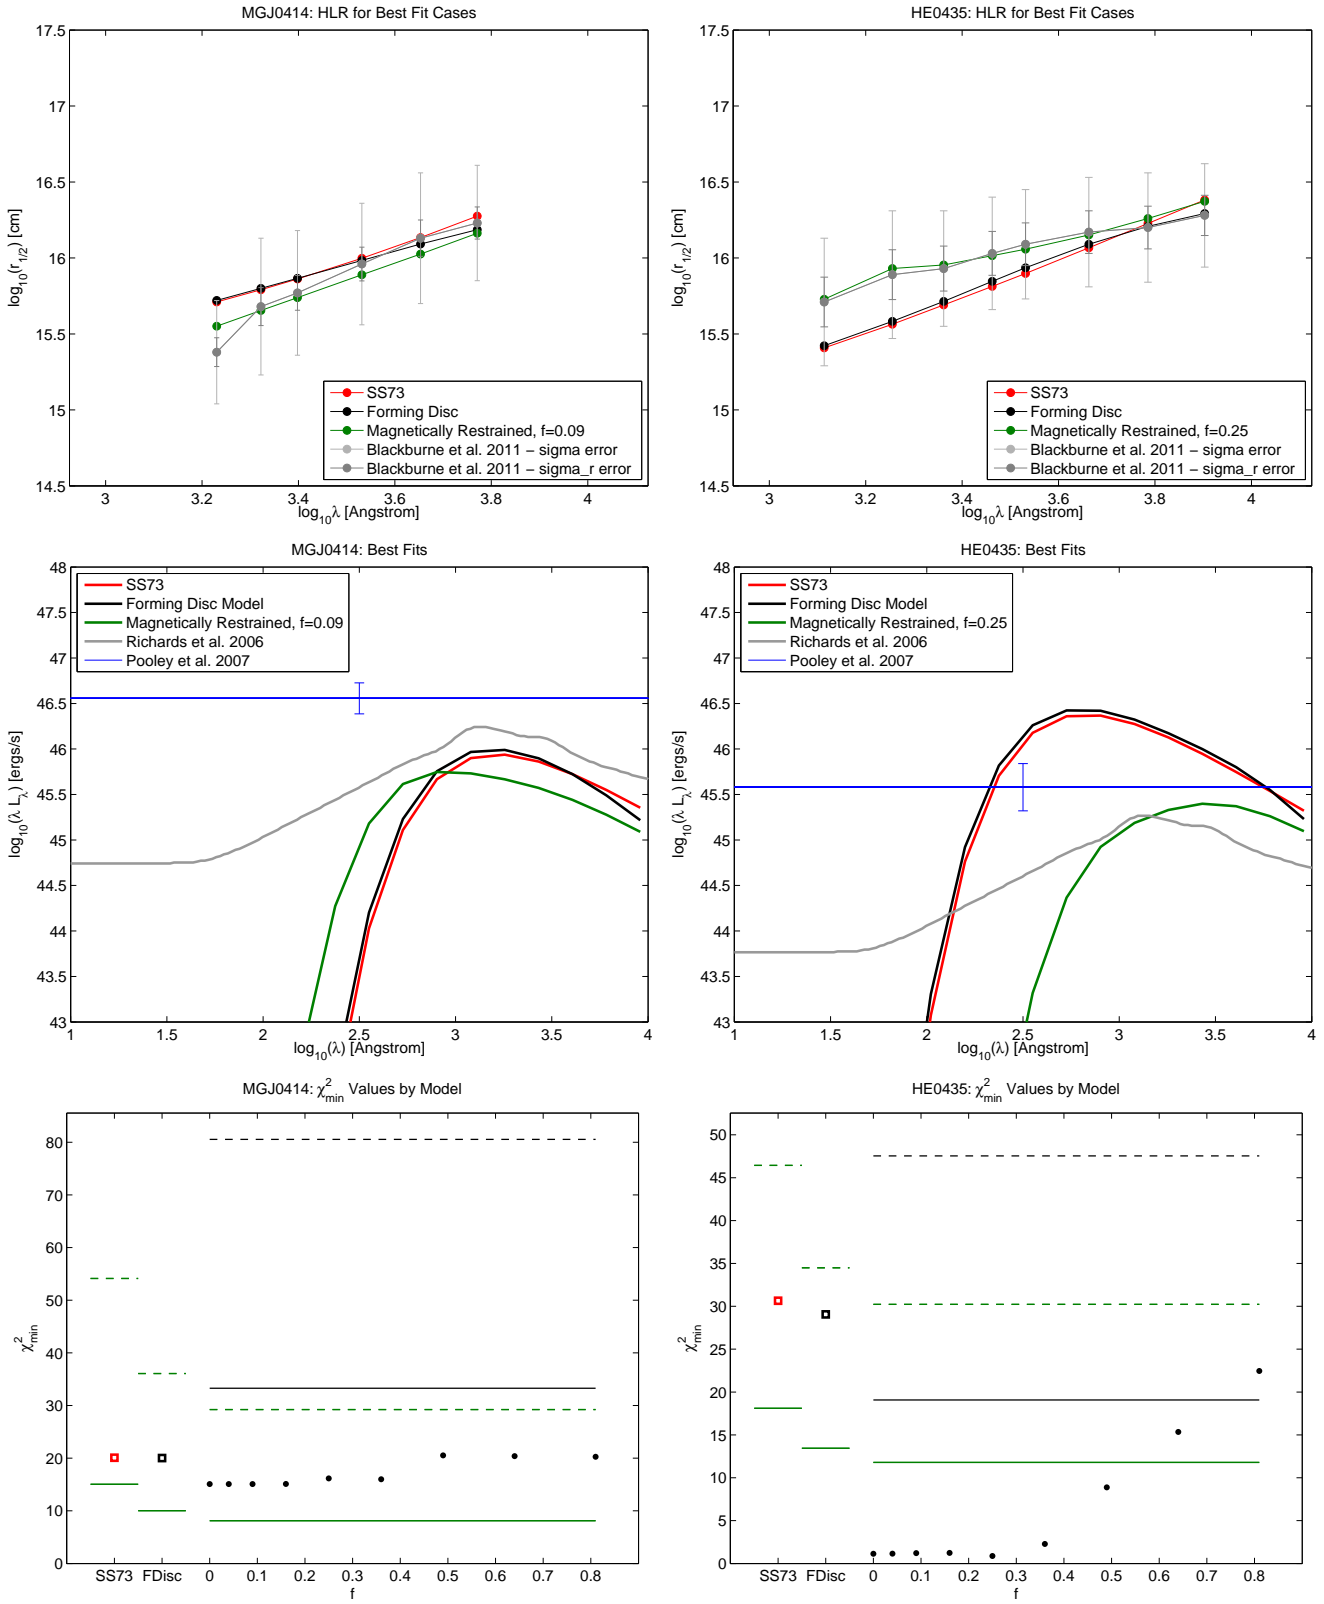 MGJ0414: HLR for Best Fit Cases
17.5
17
16.5
16
15.5
15
14.5
log10(r1/2) [cm]
SS73
Forming Disc
Magnetically Restrained, f=0.09
Blackburne et al. 2011 − sigma error
Blackburne et al. 2011 − sigma_r error
3 3.2 3.4 3.6 3.8 4
log10λ [Angstrom]
HE0435: HLR for Best Fit Cases
17.5
17
16.5
16
15.5
15
14.5
log10(r1/2) [cm]
SS73
Forming Disc
Magnetically Restrained, f=0.25
Blackburne et al. 2011 − sigma error
Blackburne et al. 2011 − sigma_r error
3 3.2 3.4 3.6 3.8 4
log10λ [Angstrom]
MGJ0414: Best Fits
48
47.5
47
46.5
46
45.5
45
44.5
44
43.5
43
log10(λ Lλ) [ergs/s]
SS73
Forming Disc Model
Magnetically Restrained, f=0.09
Richards et al. 2006
Pooley et al. 2007
1 1.5 2 2.5 3 3.5 4
log10(λ) [Angstrom]
HE0435: Best Fits
48
47.5
47
46.5
46
45.5
45
44.5
44
43.5
43
log10(λ Lλ) [ergs/s]
SS73
Forming Disc Model
Magnetically Restrained, f=0.25
Richards et al. 2006
Pooley et al. 2007
1 1.5 2 2.5 3 3.5 4
log10(λ) [Angstrom]
MGJ0414: χ²min Values by Model
80
70
60
50
40
30
20
10
0
χ²min
SS73 FDisc 0 0.1 0.2 0.3 0.4 0.5 0.6 0.7 0.8
f
HE0435: χ²min Values by Model
50
45
40
35
30
25
20
15
10
5
0
χ²min
SS73 FDisc 0 0.1 0.2 0.3 0.4 0.5 0.6 0.7 0.8
f